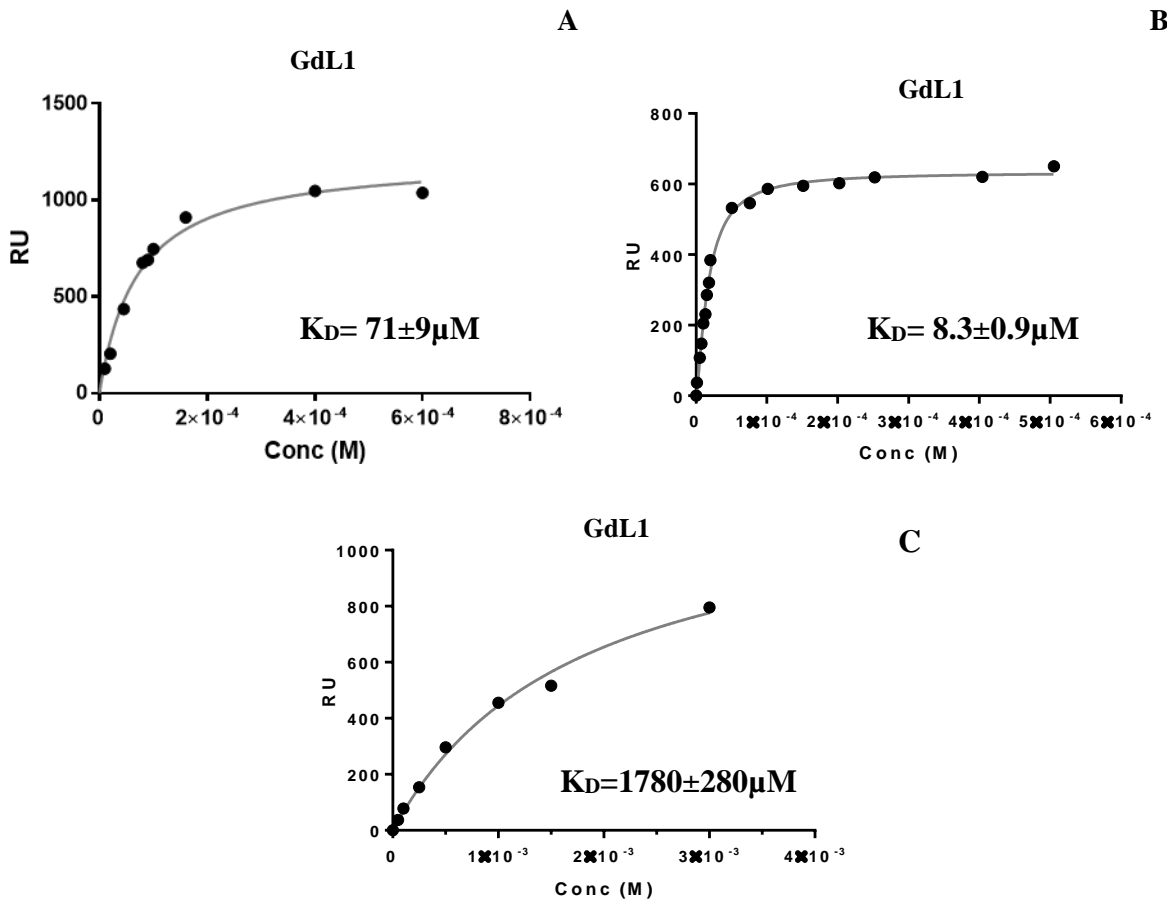 A
GdL1
1500
1000
500
0
RU
0 2×10⁻⁴ 4×10⁻⁴ 6×10⁻⁴ 8×10⁻⁴
Conc (M)
KD= 71±9µM
B
GdL1
800
600
400
200
0
RU
0 1✖10⁻⁴ 2✖10⁻⁴ 3✖10⁻⁴ 4✖10⁻⁴ 5✖10⁻⁴ 6✖10⁻⁴
Conc (M)
KD= 8.3±0.9µM
C
GdL1
1000
800
600
400
200
0
RU
0 1✖10⁻³ 2✖10⁻³ 3✖10⁻³ 4✖10⁻³
Conc (M)
KD=1780±280µM